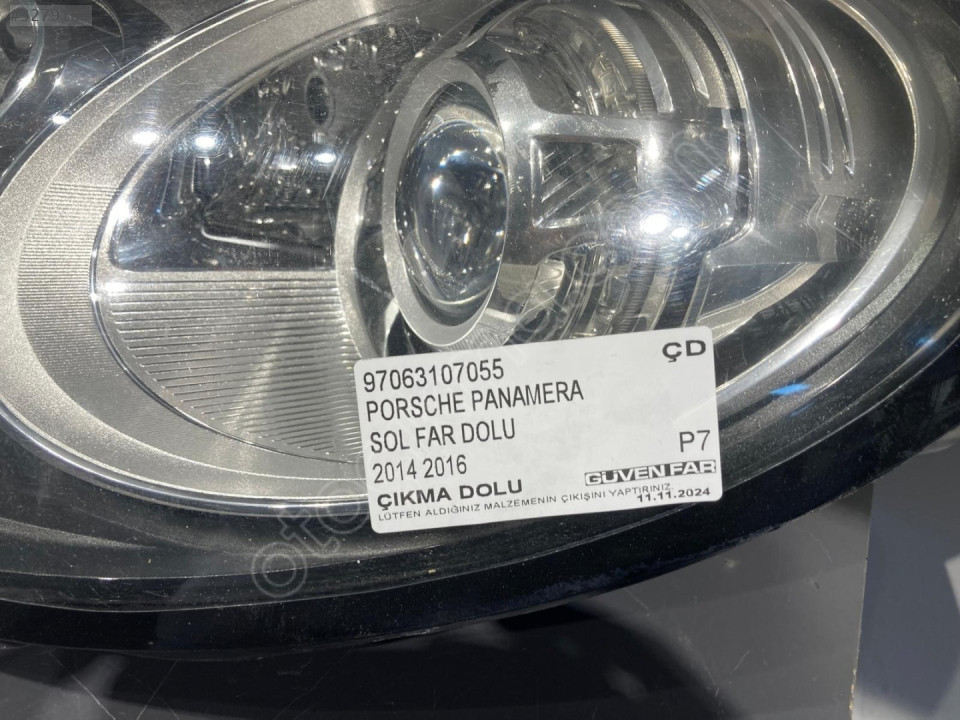 97063107055
ÇD
PORSCHE PANAMERA
SOL FAR DOLU
P7
2014 2016
GÜVEN FAR
ÇIKMA DOLU
11.11.2024
LÜTFEN ALDIĞINIZ MALZEMENİN ÇIKIŞINI YAPTIRINIZ.